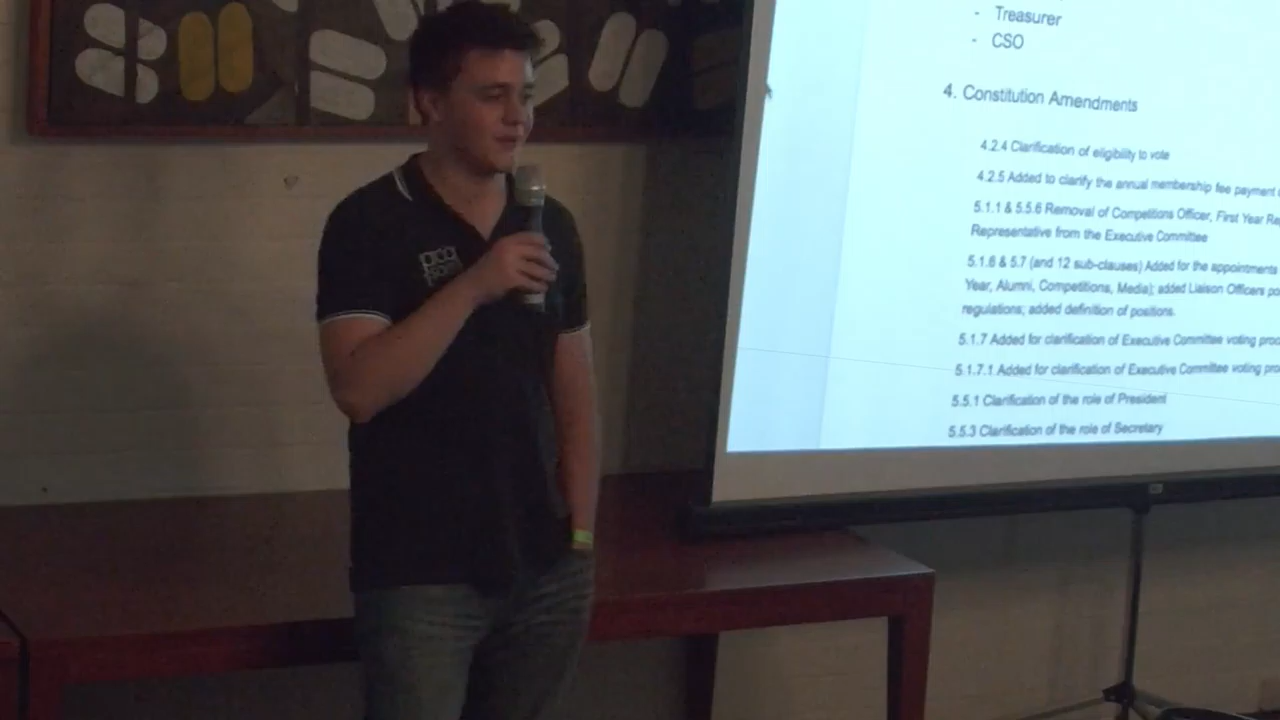 - Treasurer
- CSO
4. Constitution Amendments
4.2.4 Clarification of eligibility to vote
4.2.5 Added to clarify the annual membership fee payment
5.1.1 & 5.5.6 Removal of Competitions Officer, First Year
Representative from the Executive Committee
5.1.6 & 5.7 (and 12 sub-clauses) Added for the appointments
Year, Alumni, Competitions, Media); added Liaison Officers
regulations; added definition of positions.
5.1.7 Added for clarification of Executive Committee voting
5.1.7.1 Added for clarification of Executive Committee voting
5.5.1 Clarification of the role of President
5.5.3 Clarification of the role of Secretary